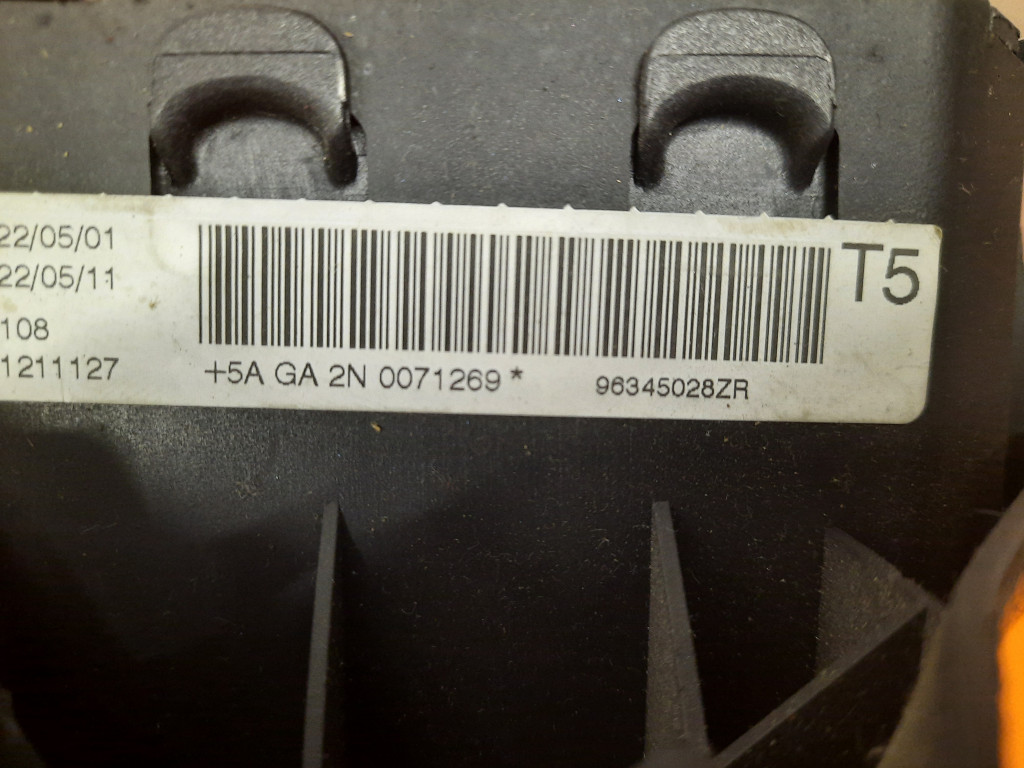 22/05/01
22/05/11
108
1211127
T5
+5A GA 2N 0071269 *
96345028ZR